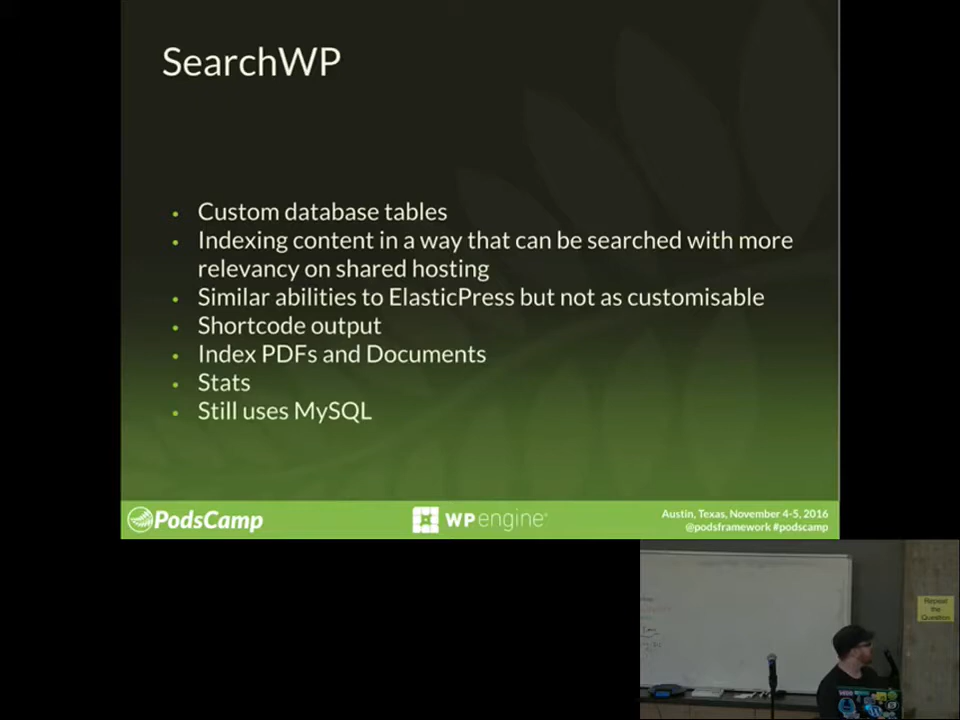 SearchWP
• Custom database tables
• Indexing content in a way that can be searched with more
relevancy on shared hosting
• Similar abilities to ElasticPress but not as customisable
• Shortcode output
• Index PDFs and Documents
• Stats
• Still uses MySQL
PodsCamp
WP engine
Austin, Texas, November 4-5, 2016
@podsframework #podscamp
Repeat
the
Question